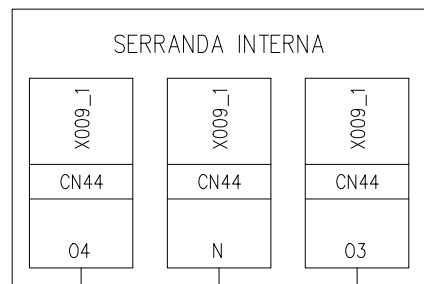 SERRANDA INTERNA
X009_1 X009_1 X009_1
CN44 CN44 CN44
04 N 03